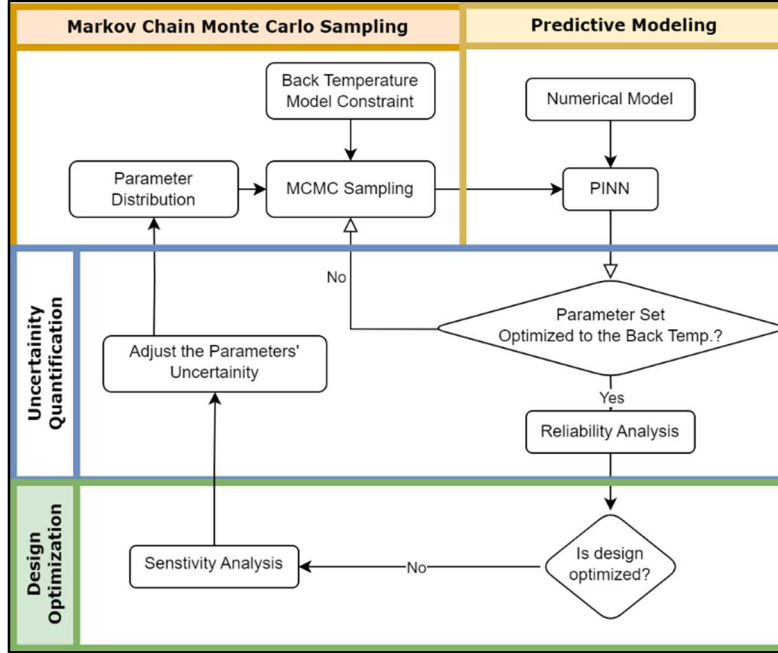 Markov Chain Monte Carlo Sampling
Predictive Modeling
Back Temperature
Model Constraint
Numerical Model
Parameter
Distribution
MCMC Sampling
PINN
Uncertainity
Quantification
No
Parameter Set
Optimized to the Back Temp.?
Adjust the Parameters'
Uncertainity
Yes
Reliability Analysis
Design
Optimization
Senstivity Analysis
No
Is design
optimized?